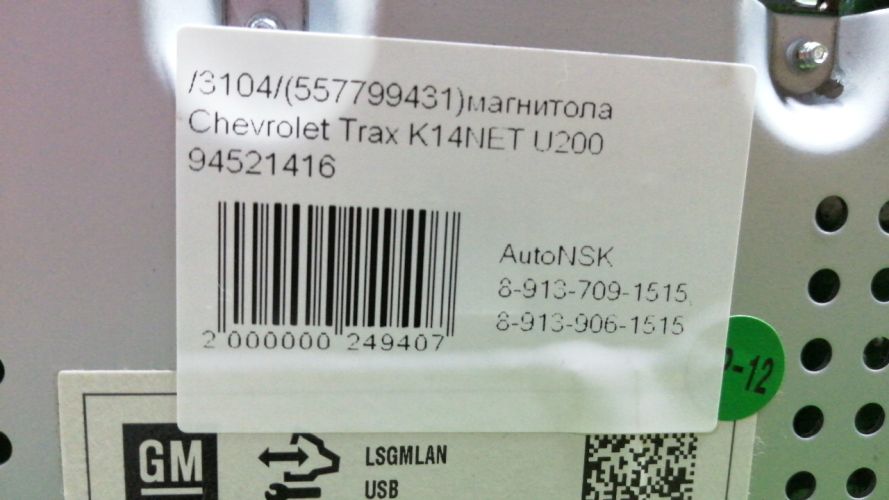 /3104/(557799431)магнитола
Chevrolet Trax K14NET U200
94521416
AutoNSK
8-913-709-1515
8-913-906-1515
2 000000 249407
-12
GM
LSGMLAN
USB